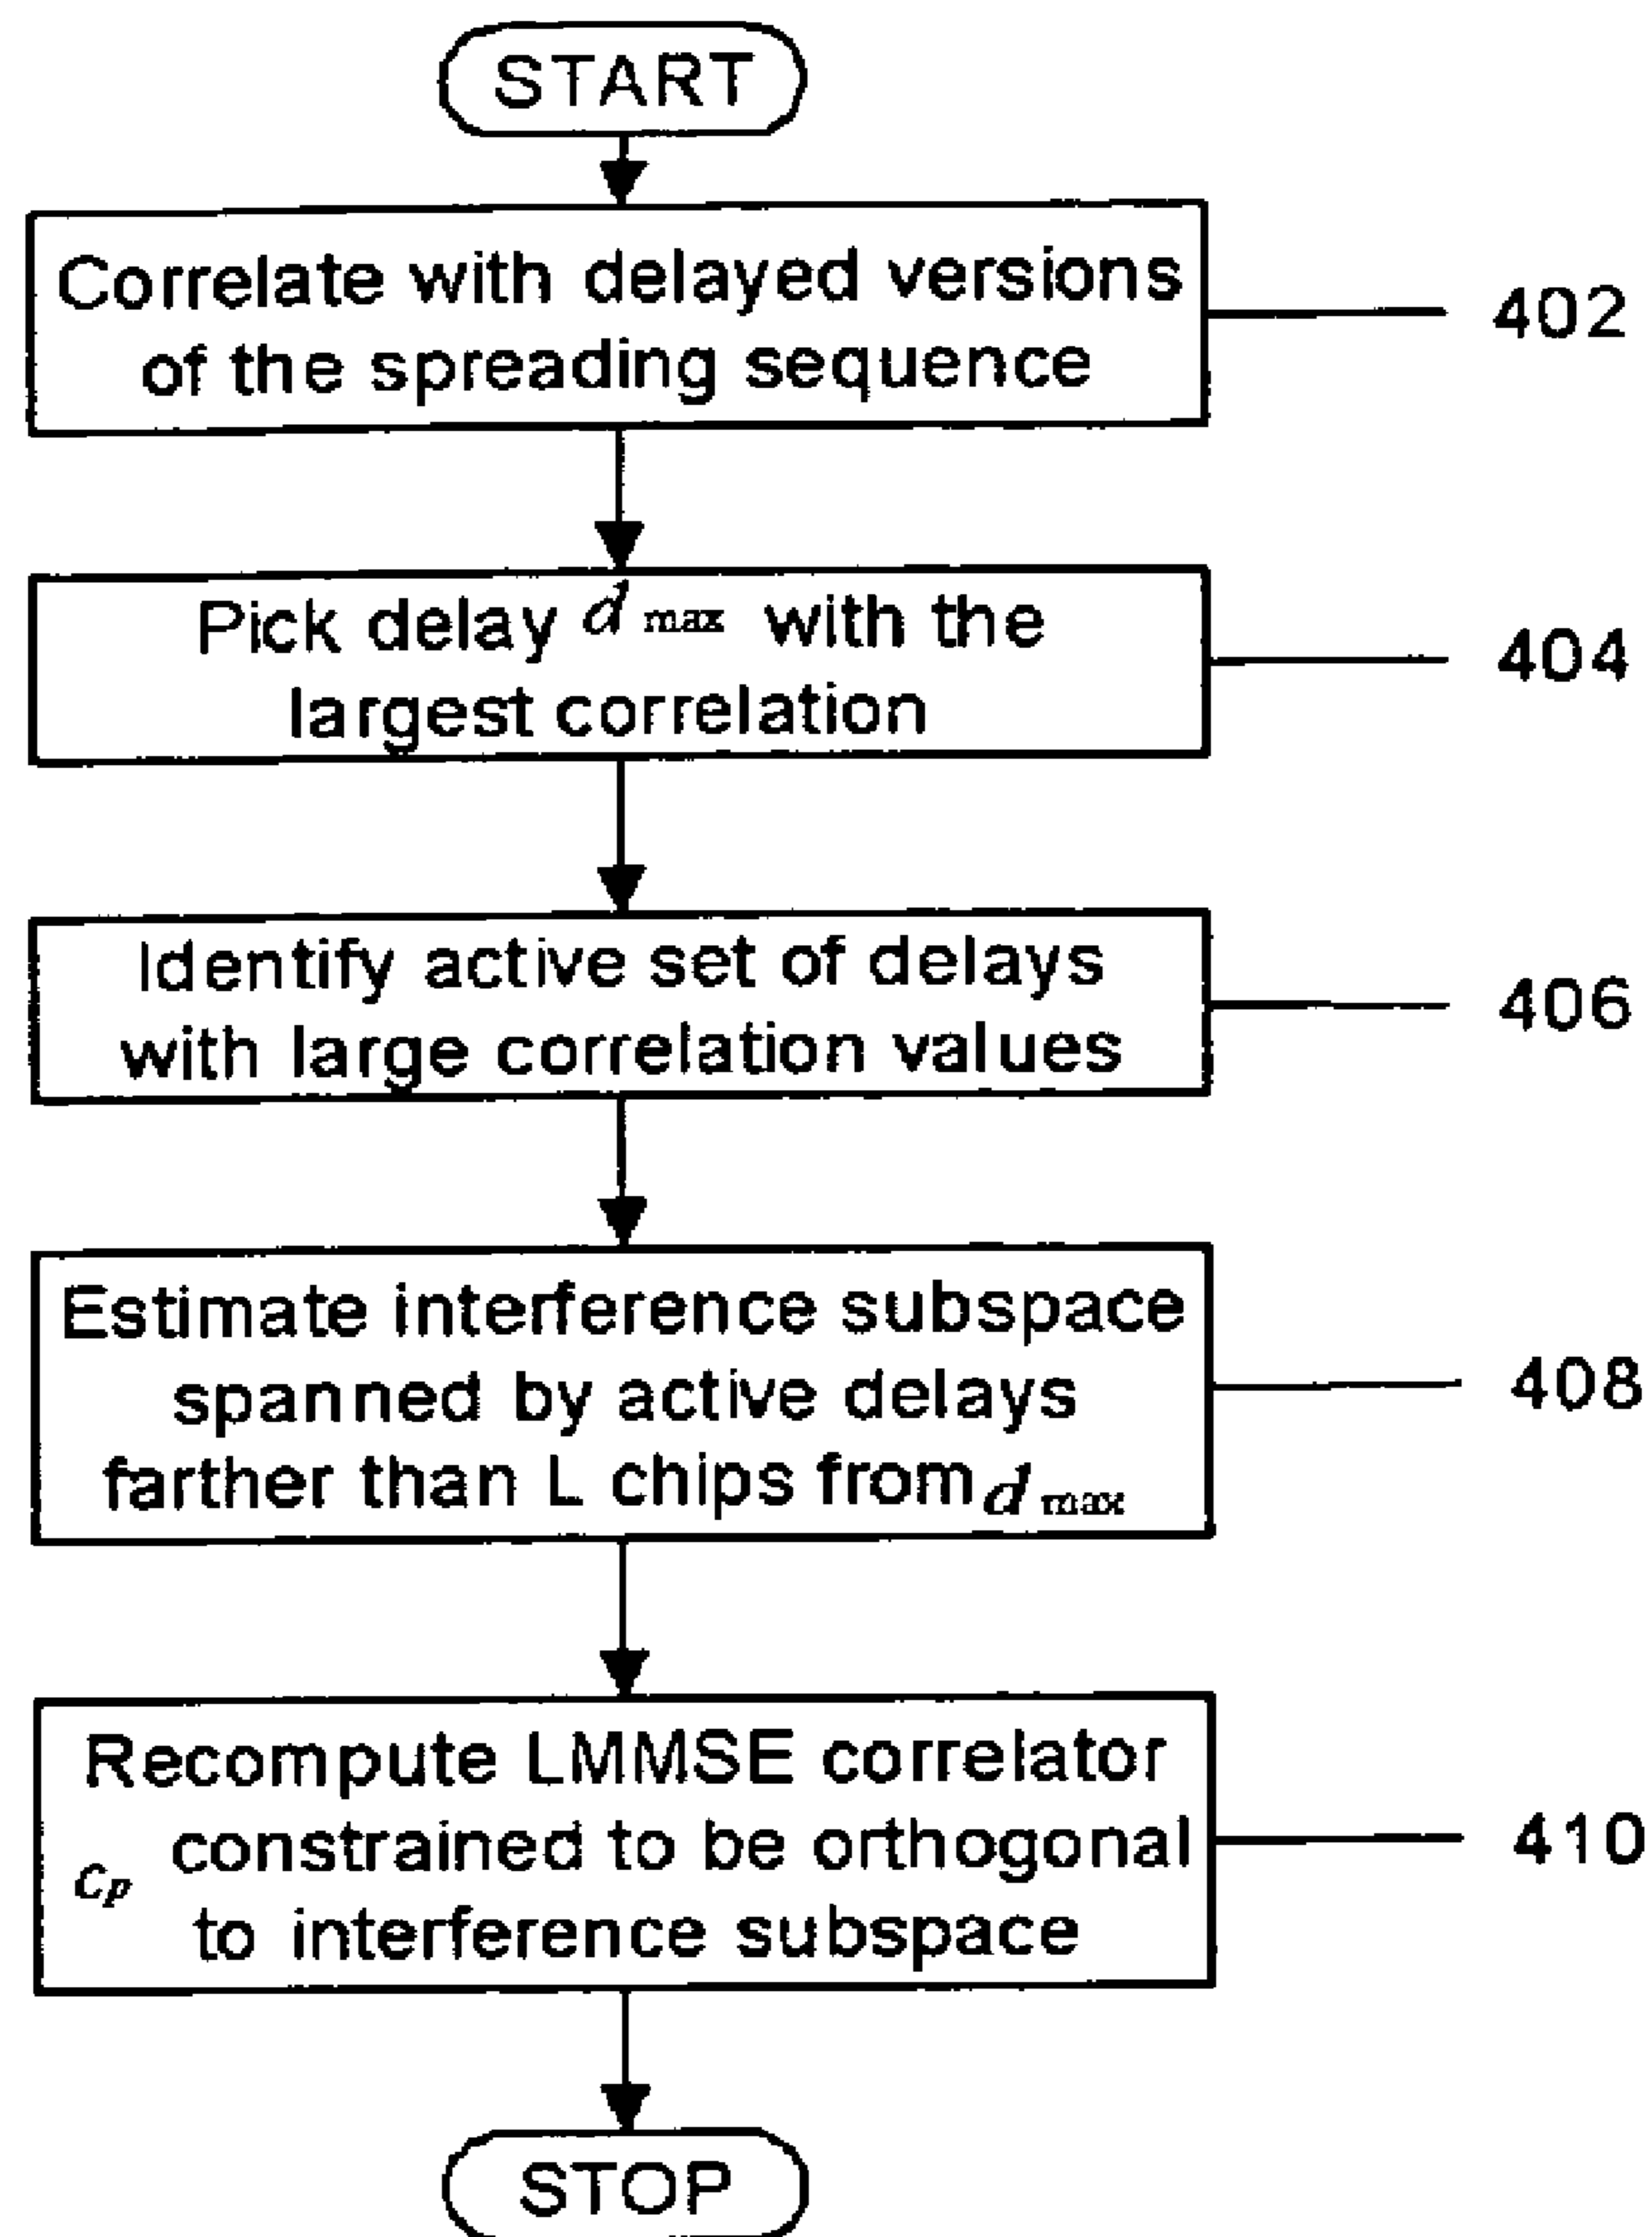 START
Correlate with delayed versions
of the spreading sequence
402
Pick delay d max with the
largest correlation
404
Identify active set of delays
with large correlation values
406
Estimate interference subspace
spanned by active delays
farther than L chips from d max
408
Recompute LMMSE correlator
cp constrained to be orthogonal
to interference subspace
410
STOP